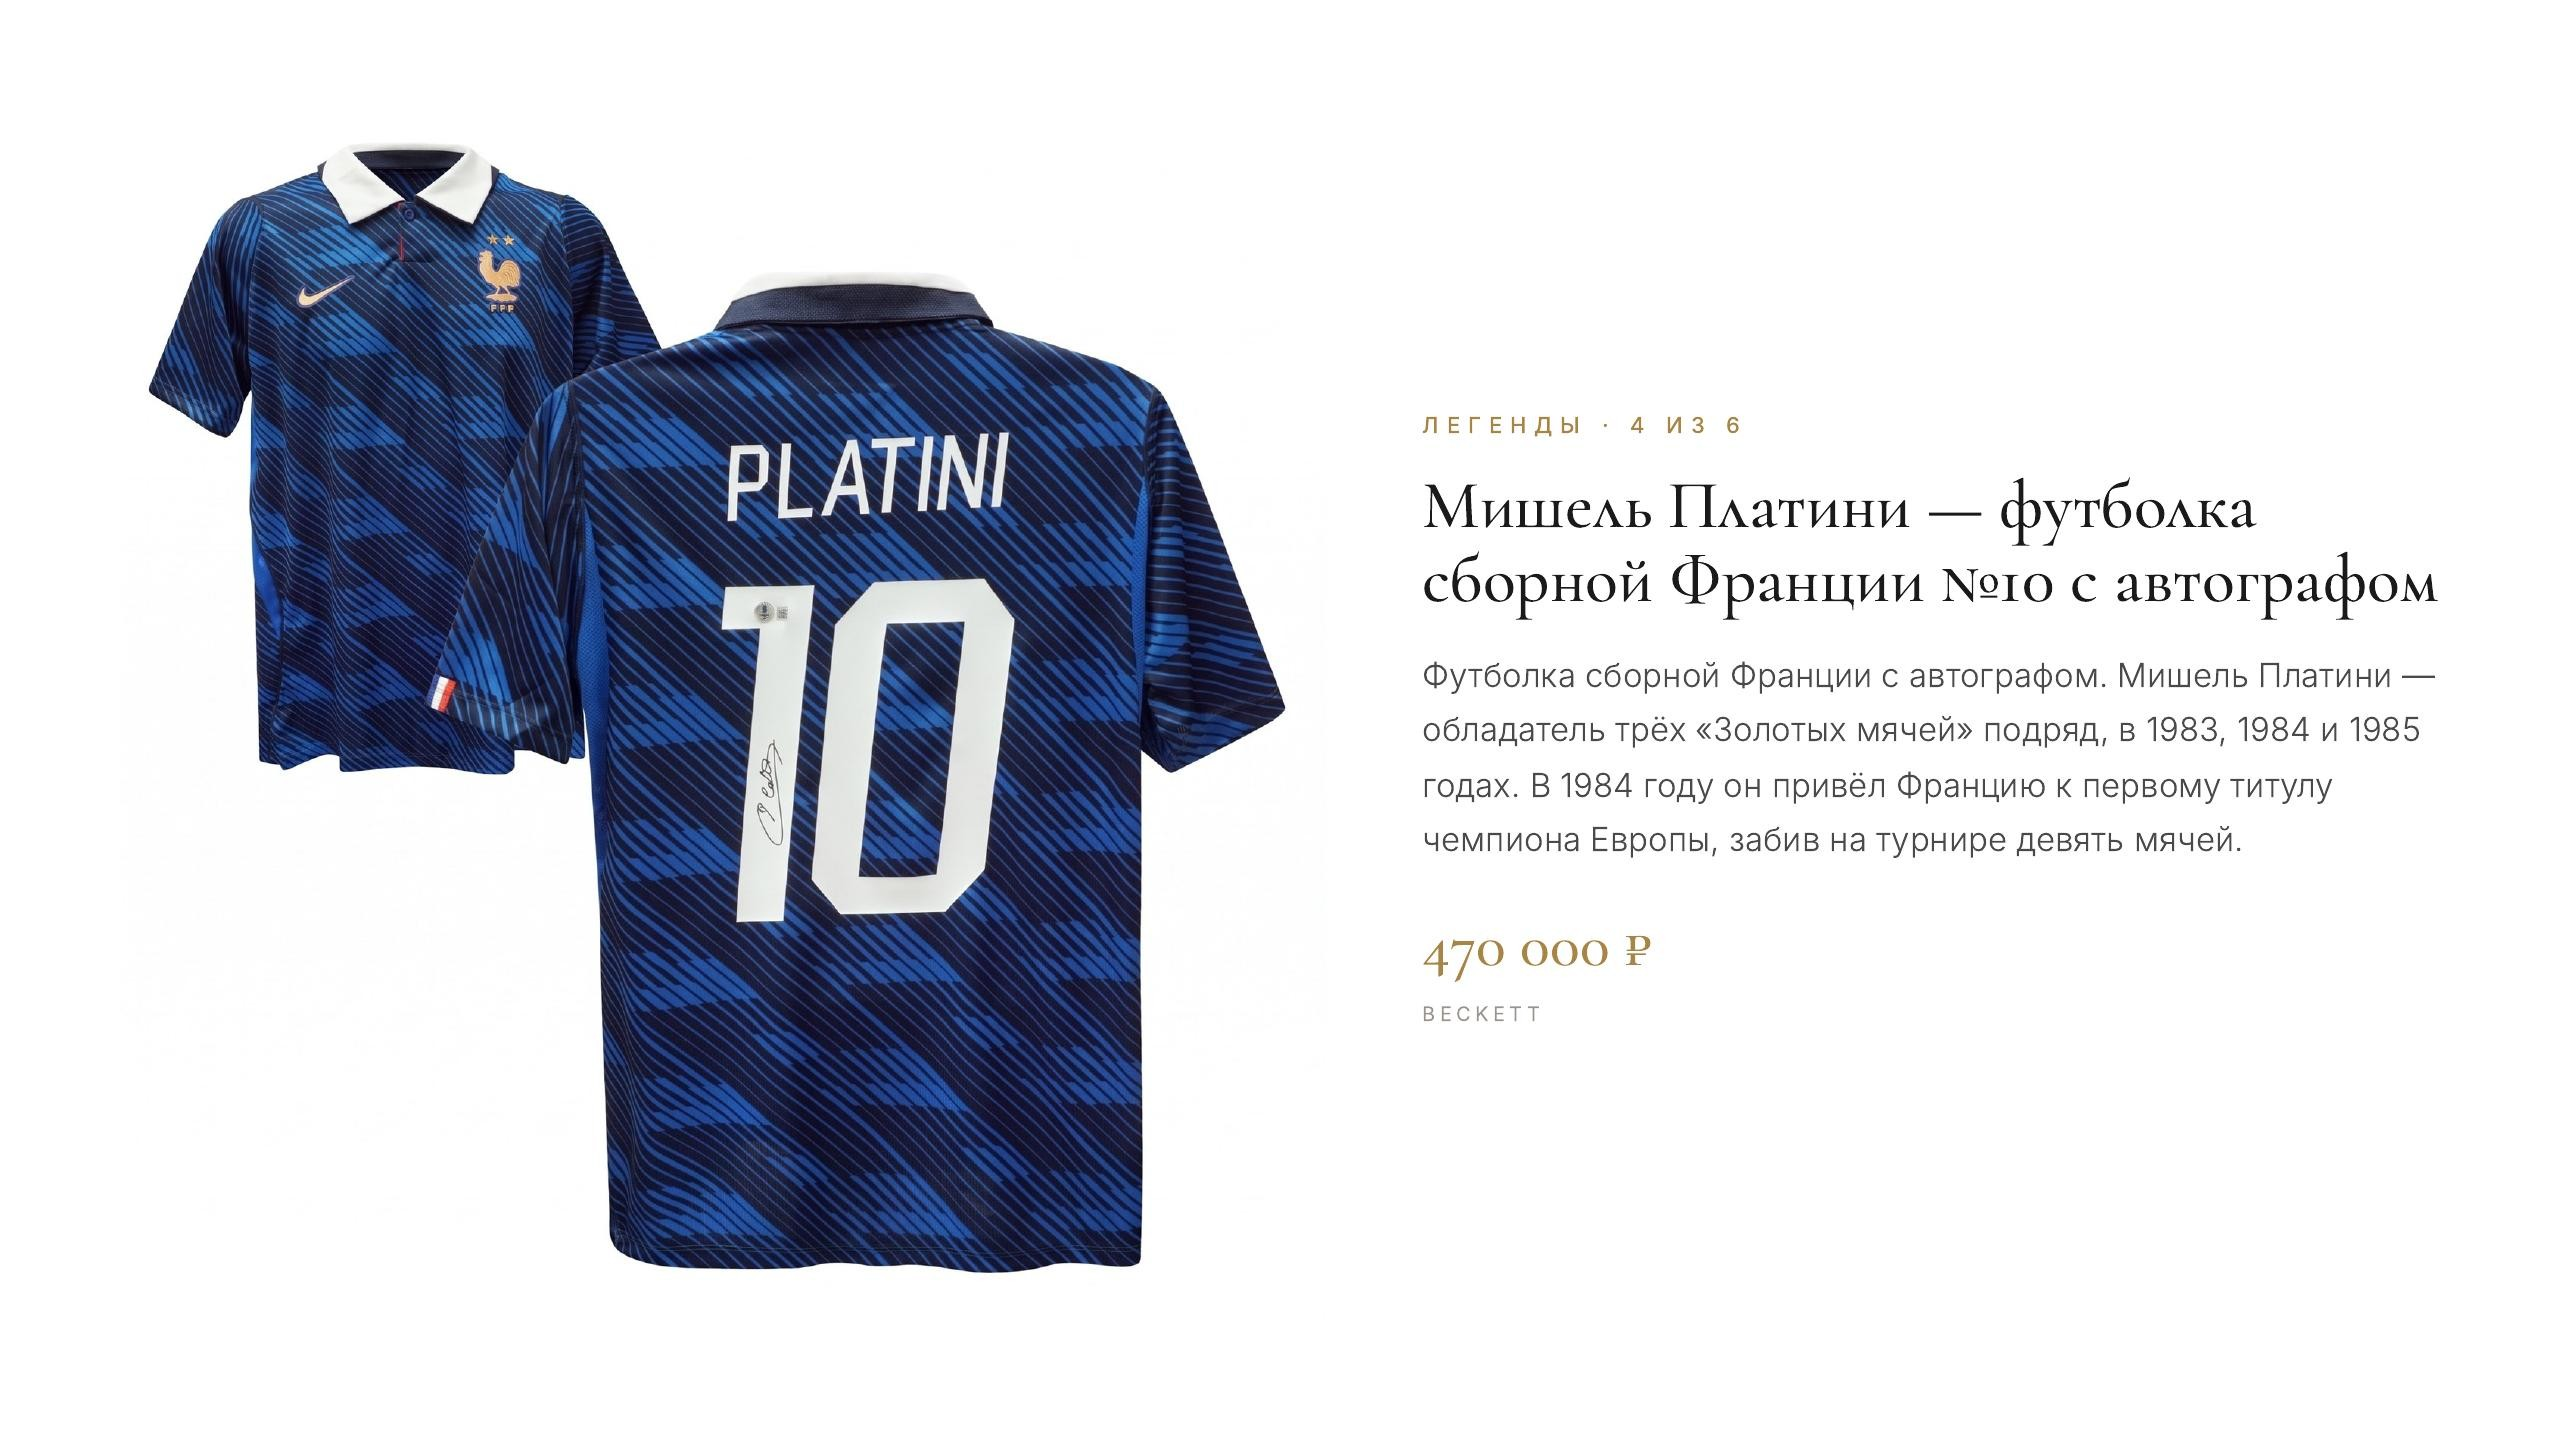 FFF
PLATINI
10
ЛЕГЕНДЫ · 4 ИЗ 6
Мишель Платини — футболка
сборной Франции №10 с автографом
Футболка сборной Франции с автографом. Мишель Платини —
обладатель трёх «Золотых мячей» подряд, в 1983, 1984 и 1985
годах. В 1984 году он привёл Францию к первому титулу
чемпиона Европы, забив на турнире девять мячей.
470 000 ₽
BECKETT